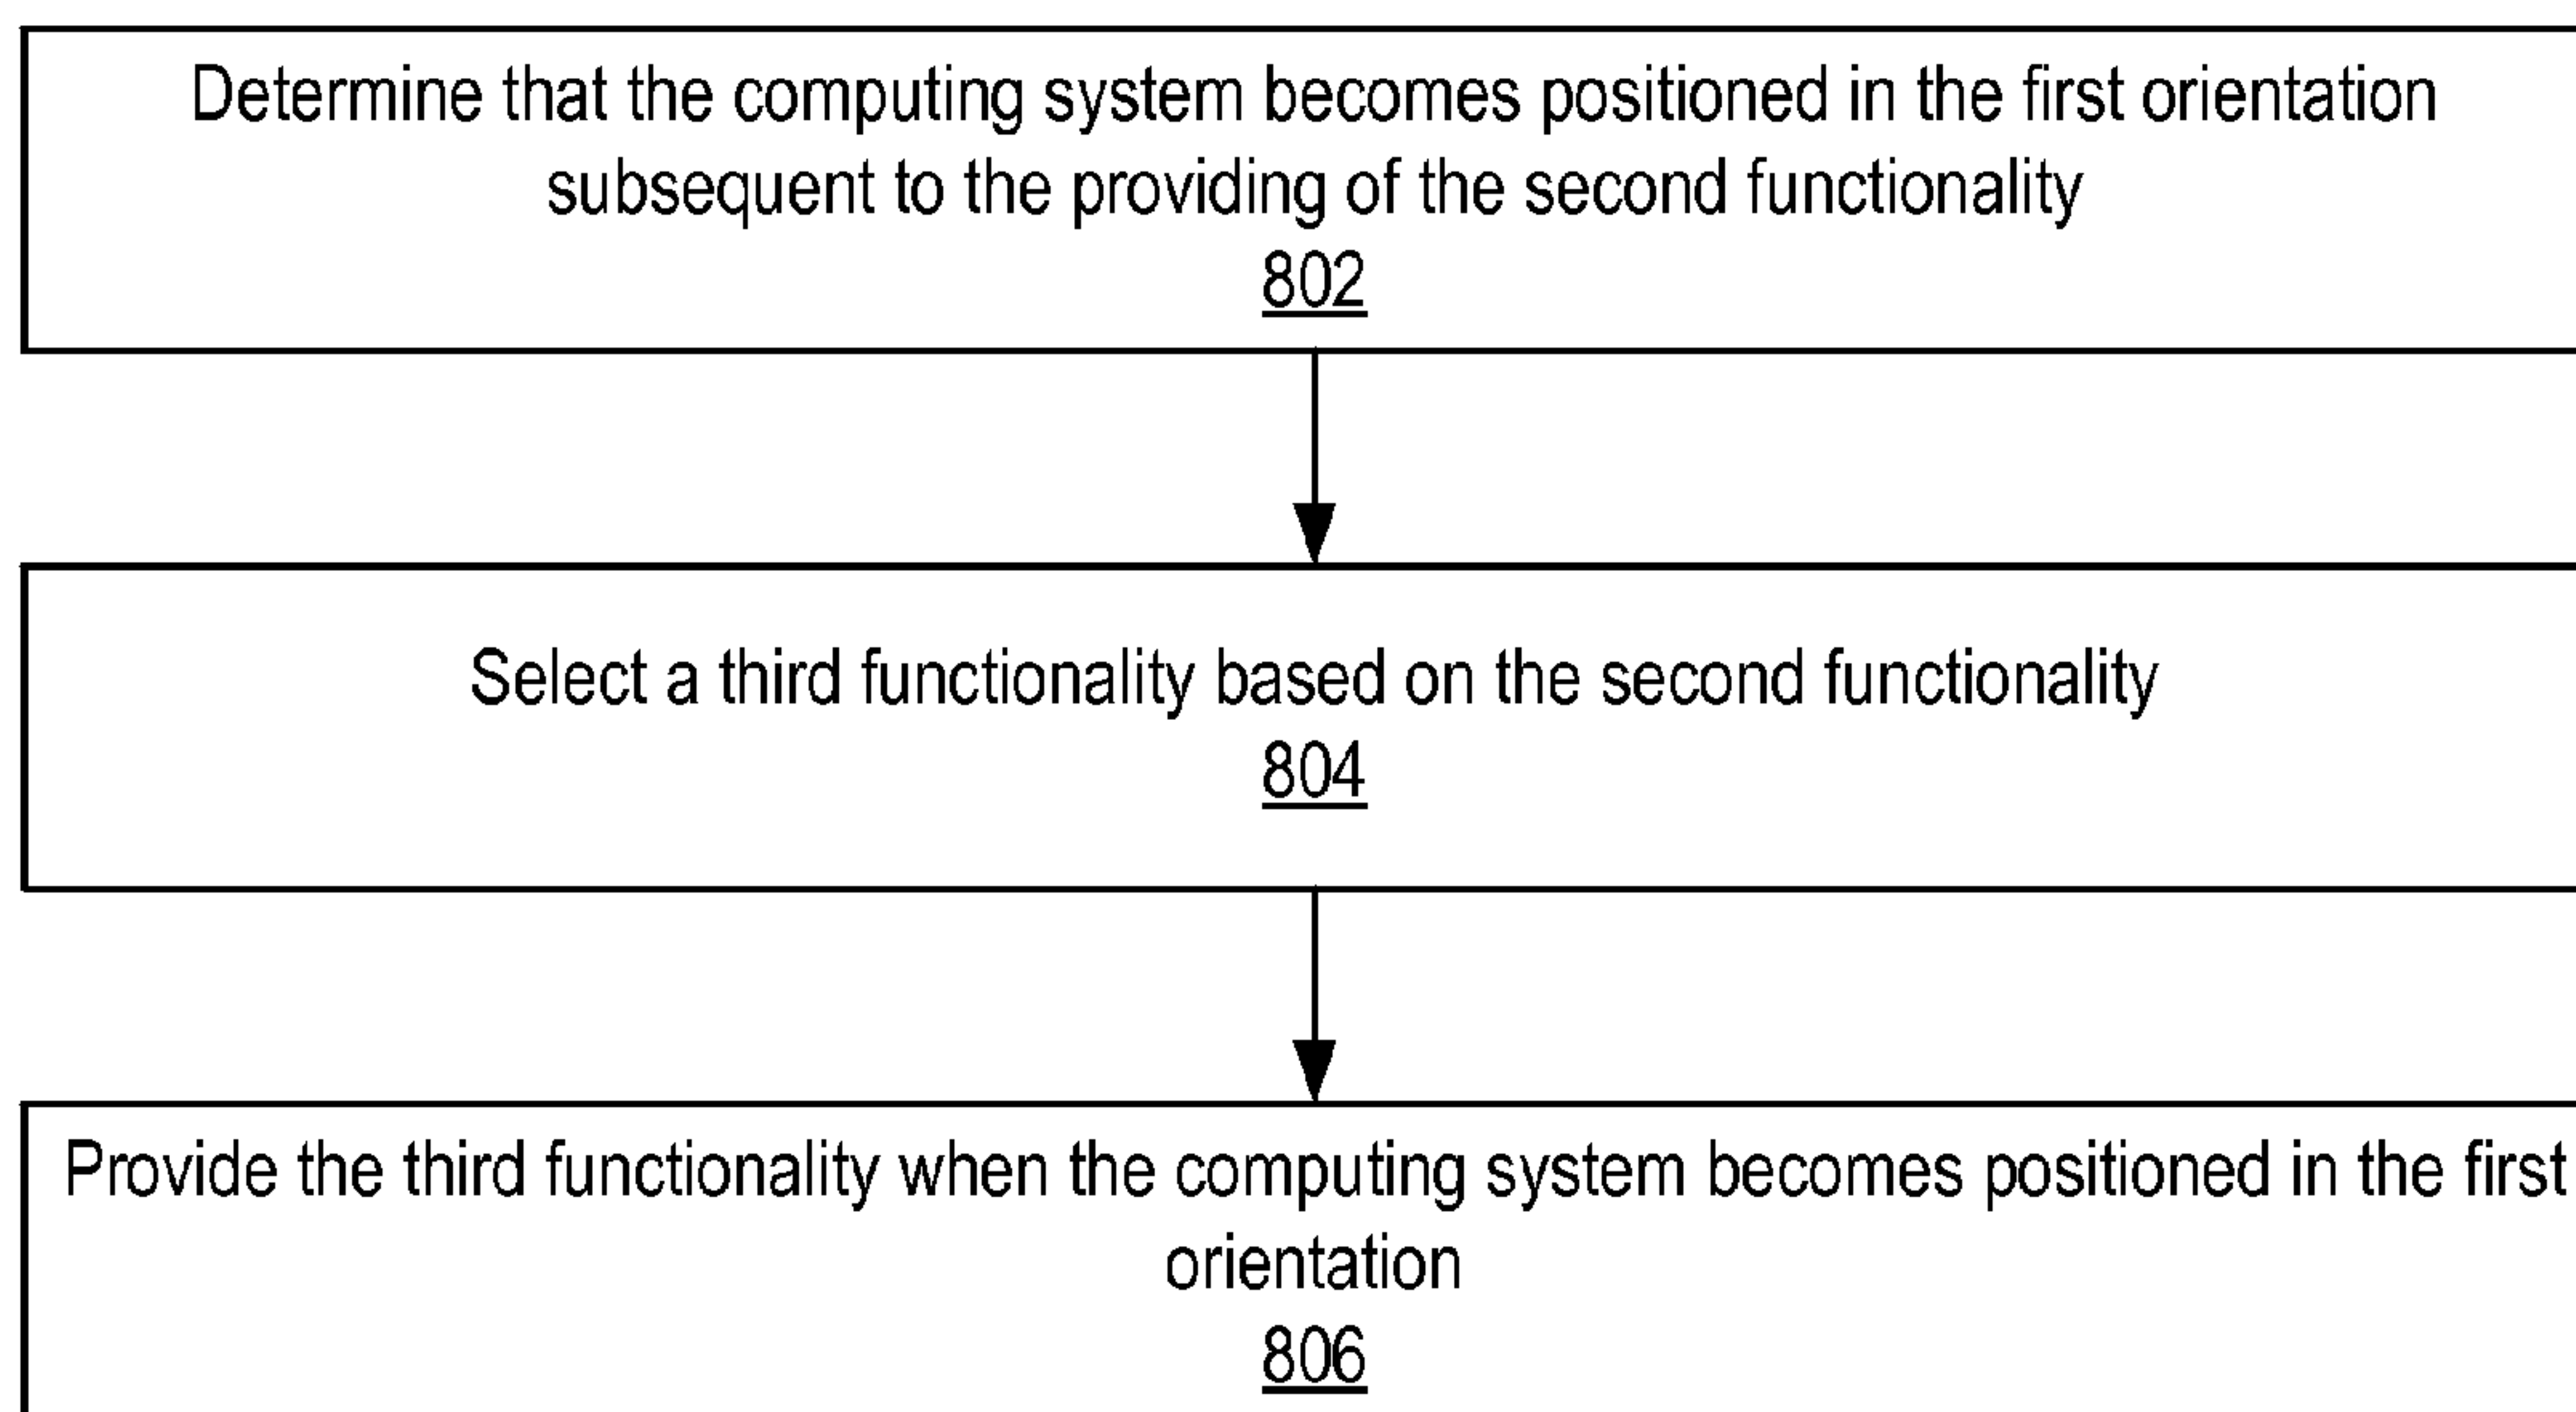 Determine that the computing system becomes positioned in the first orientation
subsequent to the providing of the second functionality
802
Select a third functionality based on the second functionality
804
Provide the third functionality when the computing system becomes positioned in the first
orientation
806